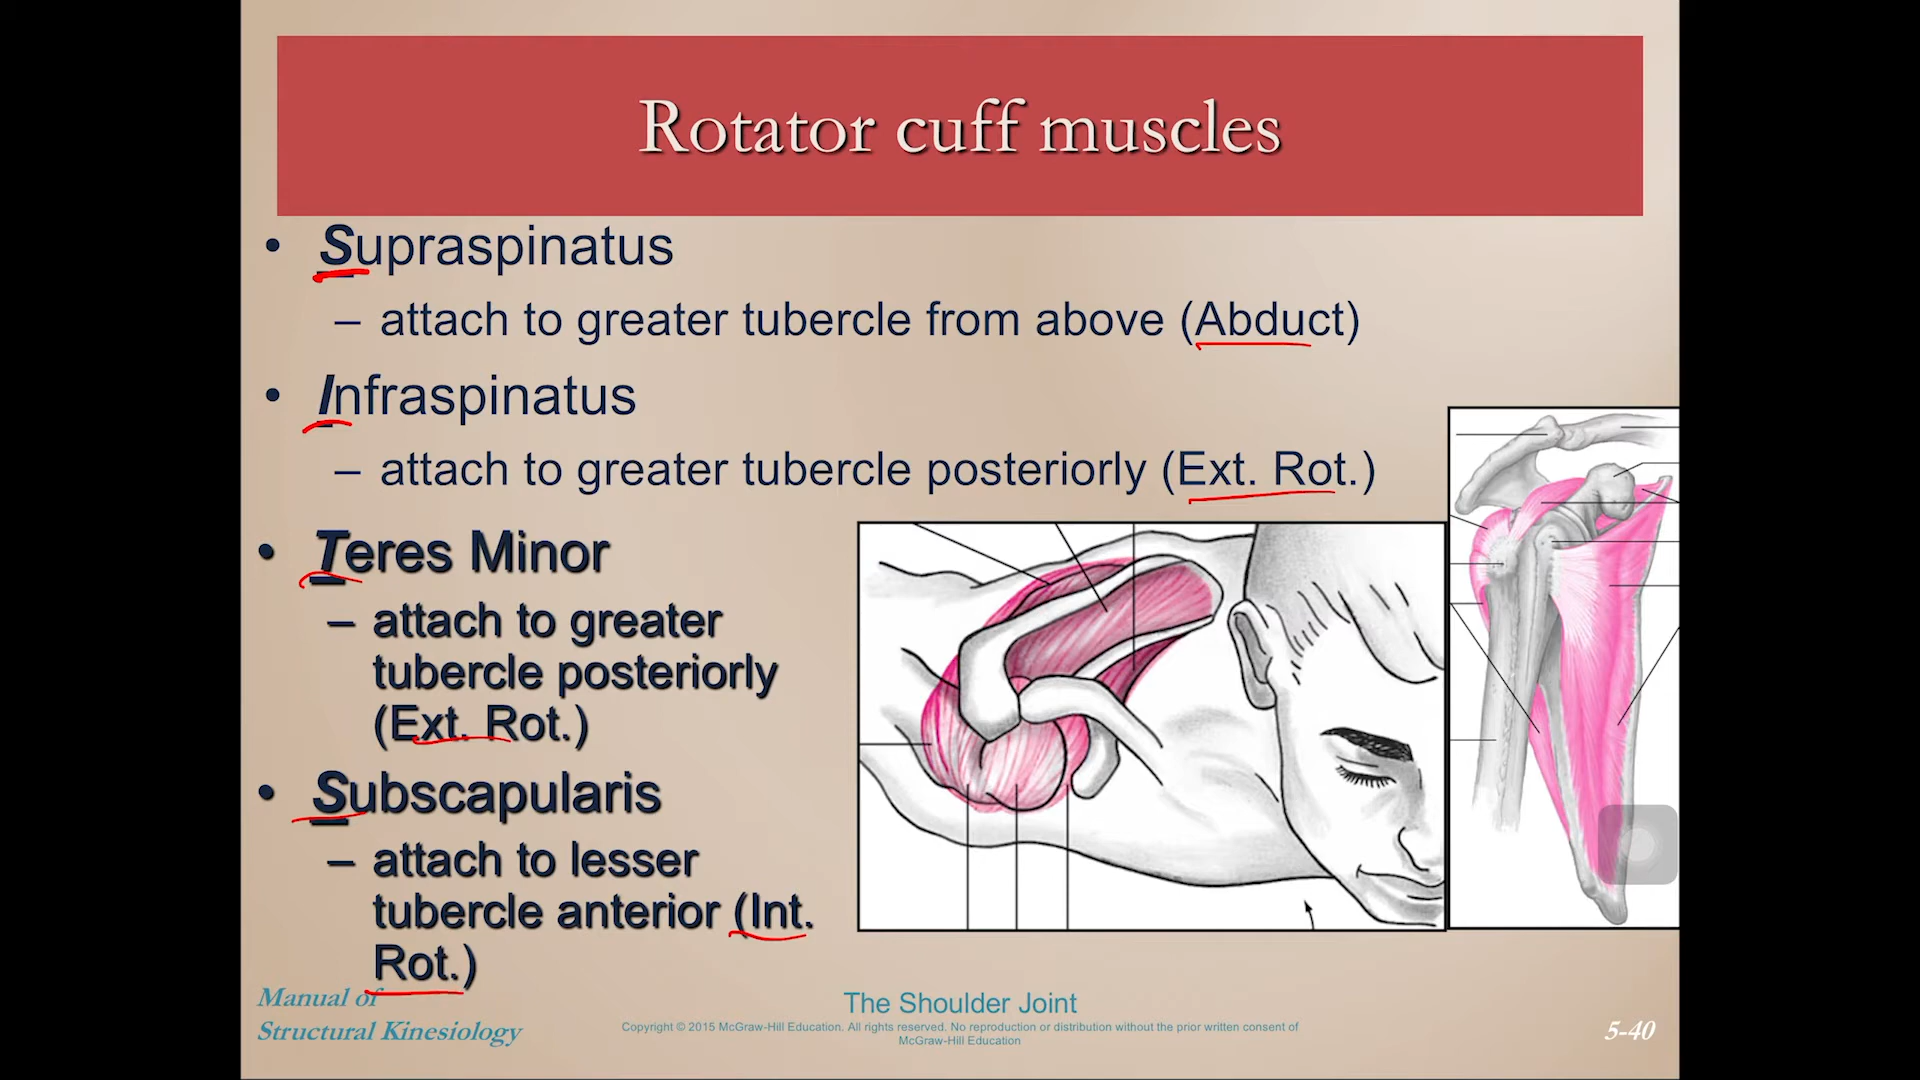 Rotator cuff muscles
• Supraspinatus
– attach to greater tubercle from above (Abduct)
• Infraspinatus
– attach to greater tubercle posteriorly (Ext. Rot.)
• Teres Minor
– attach to greater
tubercle posteriorly
(Ext. Rot.)
• Subscapularis
– attach to lesser
tubercle anterior (Int.
Rot.)
Manual of
Structural Kinesiology
The Shoulder Joint
Copyright © 2015 McGraw-Hill Education. All rights reserved. No reproduction or distribution without the prior written consent of
McGraw-Hill Education
5-40